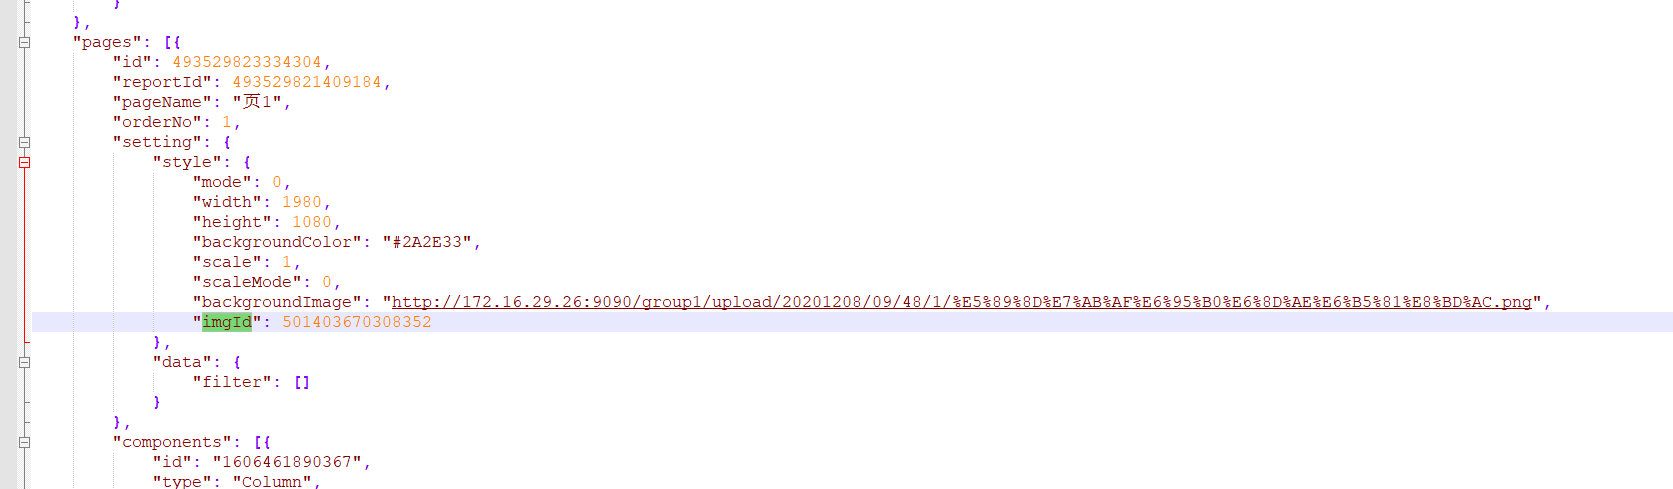 }
},
"pages": [{
"id": 493529823334304,
"reportId": 493529821409184,
"pageName": "页1",
"orderNo": 1,
"setting": {
"style": {
"mode": 0,
"width": 1980,
"height": 1080,
"backgroundColor": "#2A2E33",
"scale": 1,
"scaleMode": 0,
"backgroundImage": "http://172.16.29.26:9090/group1/upload/20201208/09/48/1/%E5%89%8D%E7%AB%AF%E6%95%B0%E6%8D%AE%E6%B5%81%E8%BD%AC.png",
"imgId": 501403670308352
},
"data": {
"filter": []
}
},
"components": [{
"id": "1606461890367",
"type": "Column",